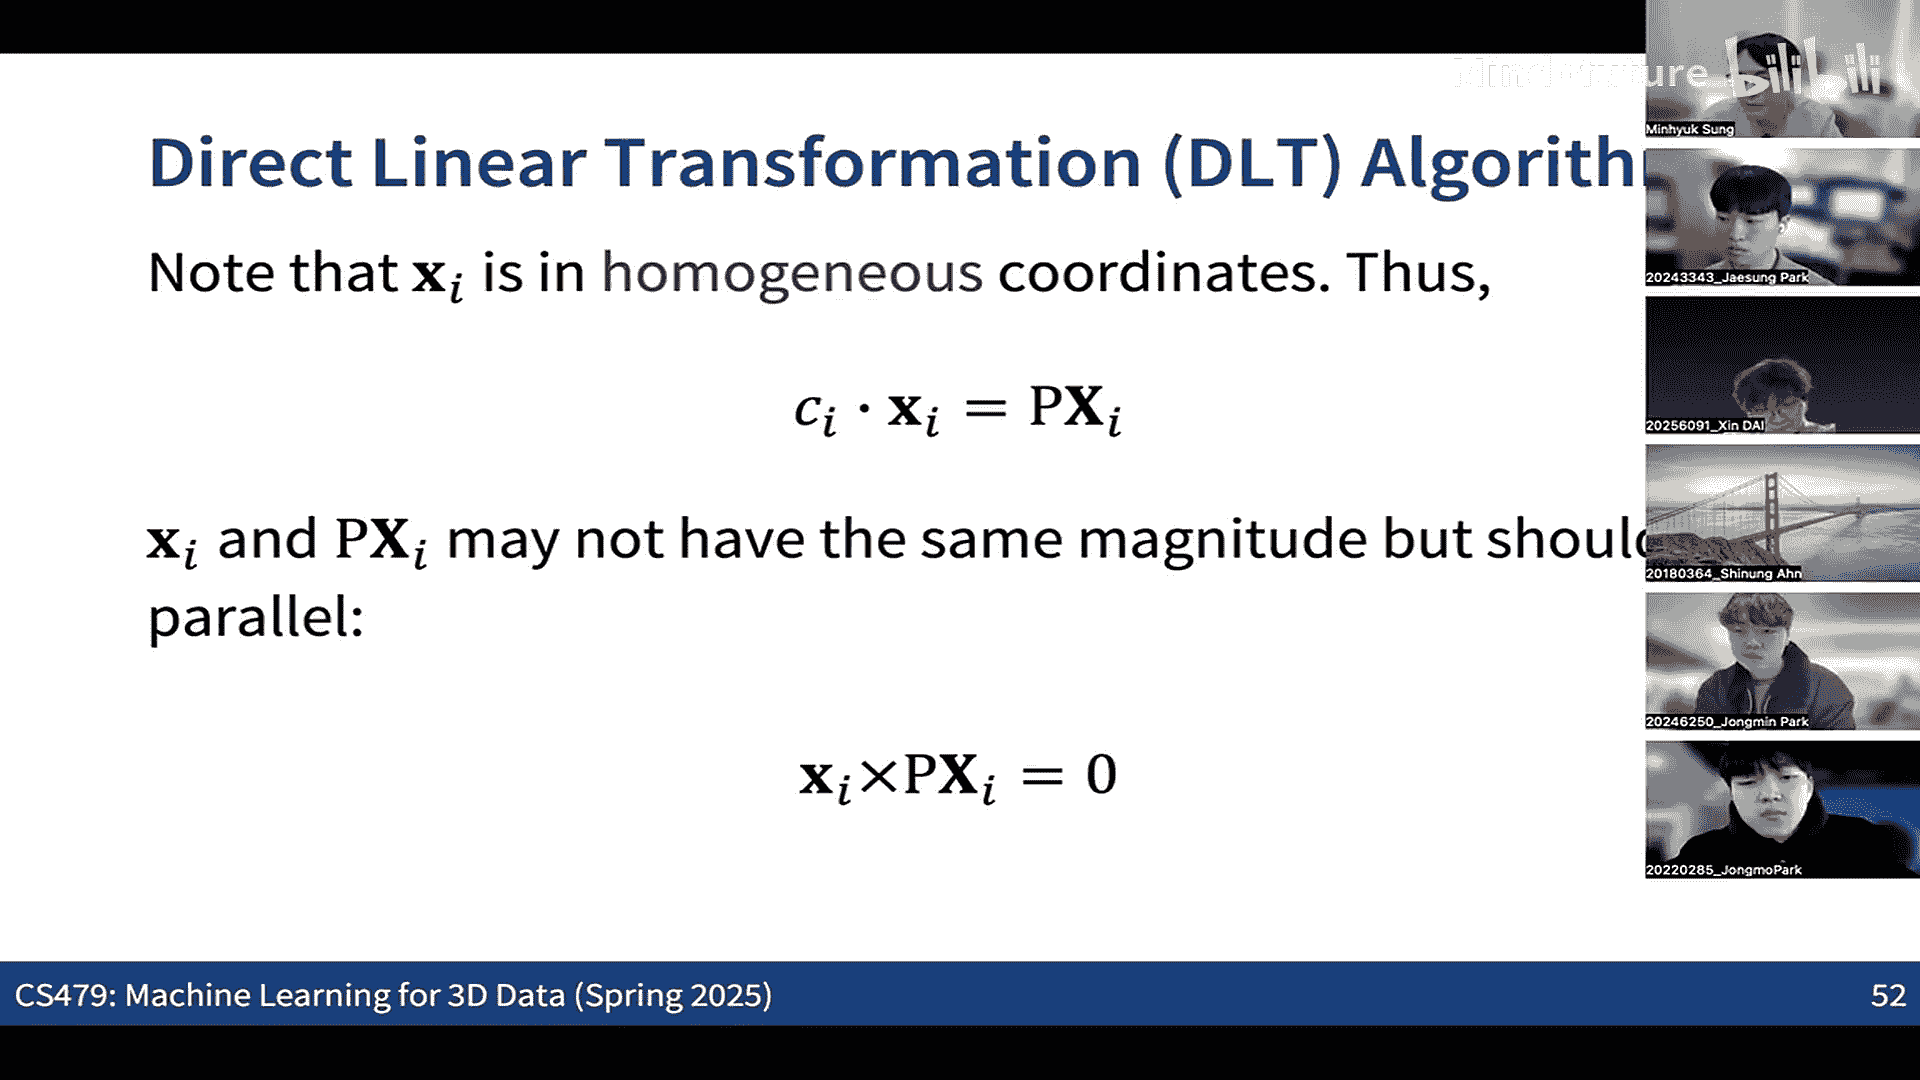 bilibili
Minhyuk Sung
Direct Linear Transformation (DLT) Algorith
20243343_Jaesung Park
Note that 𝐱ᵢ is in homogeneous coordinates. Thus,
cᵢ · 𝐱ᵢ = P𝐗ᵢ
20256091_Xin DAI
𝐱ᵢ and P𝐗ᵢ may not have the same magnitude but should
20180364_Shinung Ahn
parallel:
20246250_Jongmin Park
𝐱ᵢ×P𝐗ᵢ = 0
20220285_JongmoPark
CS479: Machine Learning for 3D Data (Spring 2025)
52